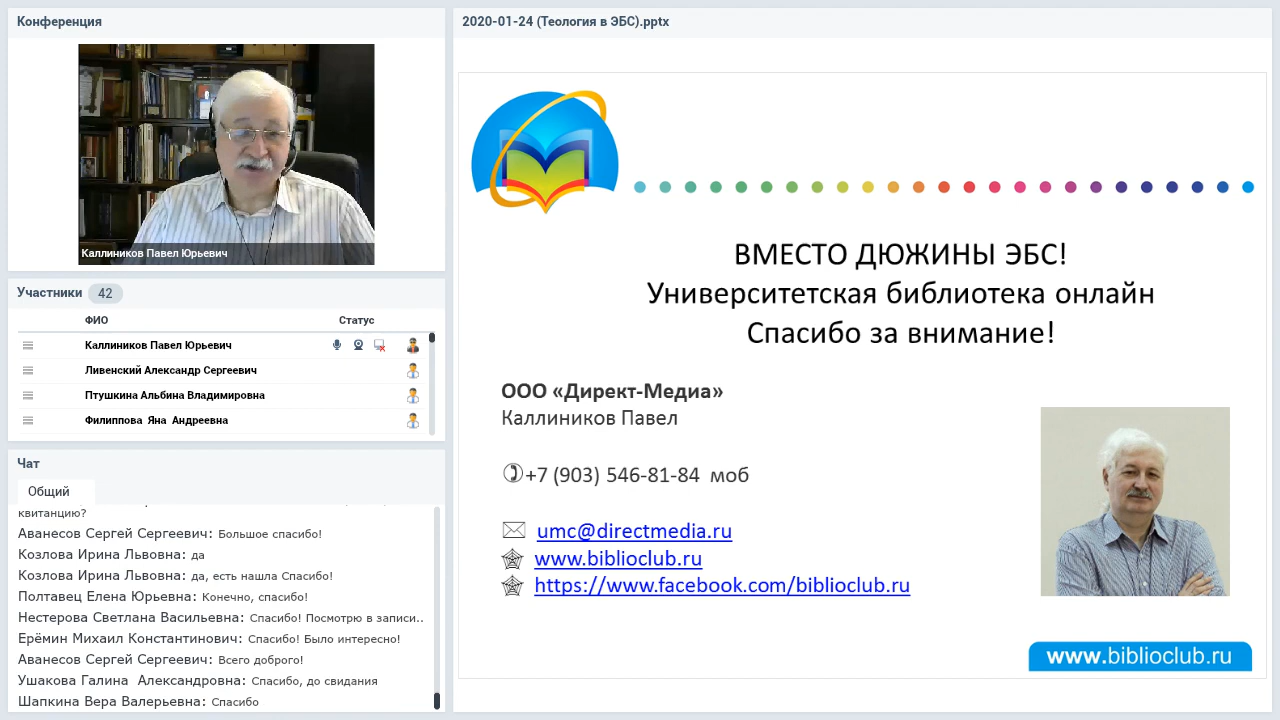 Конференция
Каллиников Павел Юрьевич
Участники 42
ФИО Статус
Каллиников Павел Юрьевич
Ливенский Александр Сергеевич
Птушкина Альбина Владимировна
Филиппова Яна Андреевна
Чат
Общий
квитанцию?
Аванесов Сергей Сергеевич: Большое спасибо!
Козлова Ирина Львовна: да
Козлова Ирина Львовна: да, есть нашла Спасибо!
Полтавец Елена Юрьевна: Конечно, спасибо!
Нестерова Светлана Васильевна: Спасибо! Посмотрю в записи..
Ерёмин Михаил Константинович: Спасибо! Было интересно!
Аванесов Сергей Сергеевич: Всего доброго!
Ушакова Галина Александровна: Спасибо, до свидания
Шапкина Вера Валерьевна: Спасибо
2020-01-24 (Теология в ЭБС).pptx
ВМЕСТО ДЮЖИНЫ ЭБС!
Университетская библиотека онлайн
Спасибо за внимание!
ООО «Директ-Медиа»
Каллиников Павел
+7 (903) 546-81-84 моб
umc@directmedia.ru
www.biblioclub.ru
https://www.facebook.com/biblioclub.ru
www.biblioclub.ru